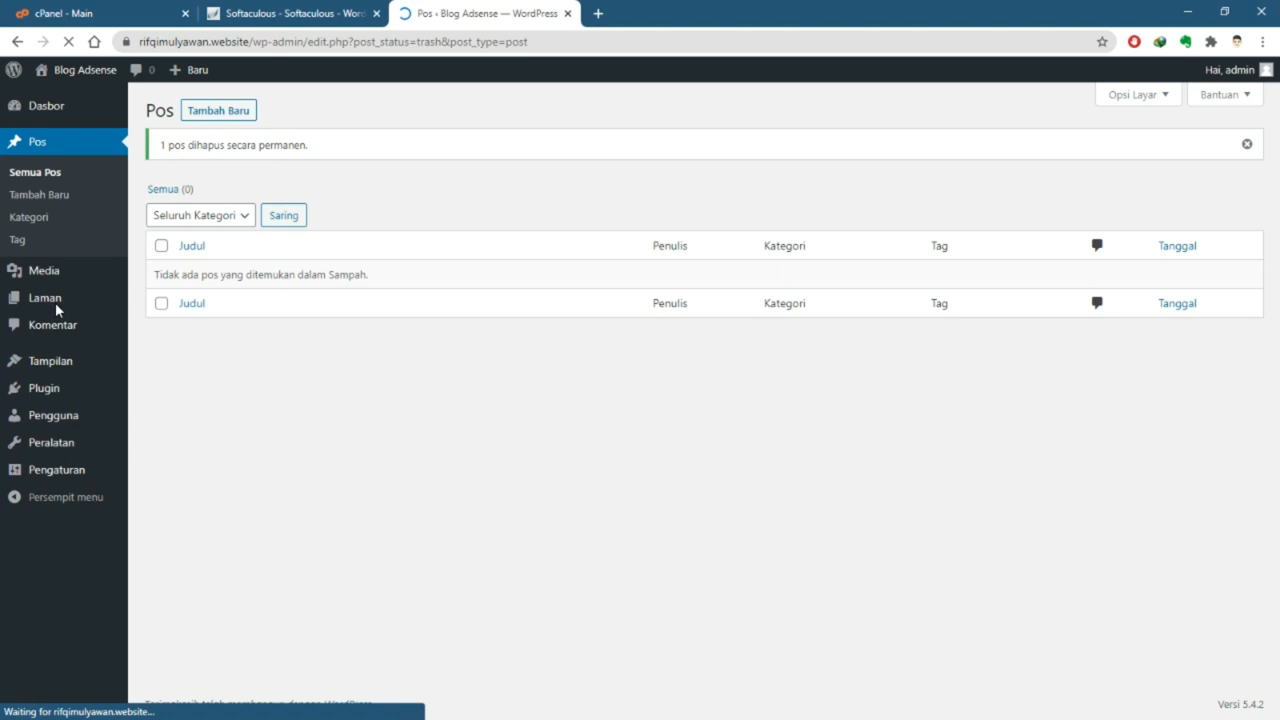 cPanel - Main
Softaculous - Softaculous - Word
Pos ‹ Blog Adsense — WordPress
rifqimulyawan.website/wp-admin/edit.php?post_status=trash&post_type=post
Blog Adsense
0
Baru
Hai, admin
Dasbor
Pos
Semua Pos
Tambah Baru
Kategori
Tag
Media
Laman
Komentar
Tampilan
Plugin
Pengguna
Peralatan
Pengaturan
Persempit menu
Opsi Layar
Bantuan
Pos
Tambah Baru
1 pos dihapus secara permanen.
Semua (0)
Seluruh Kategori
Saring
Judul Penulis Kategori Tag Tanggal
Tidak ada pos yang ditemukan dalam Sampah.
Judul Penulis Kategori Tag Tanggal
Versi 5.4.2
Waiting for rifqimulyawan.website...